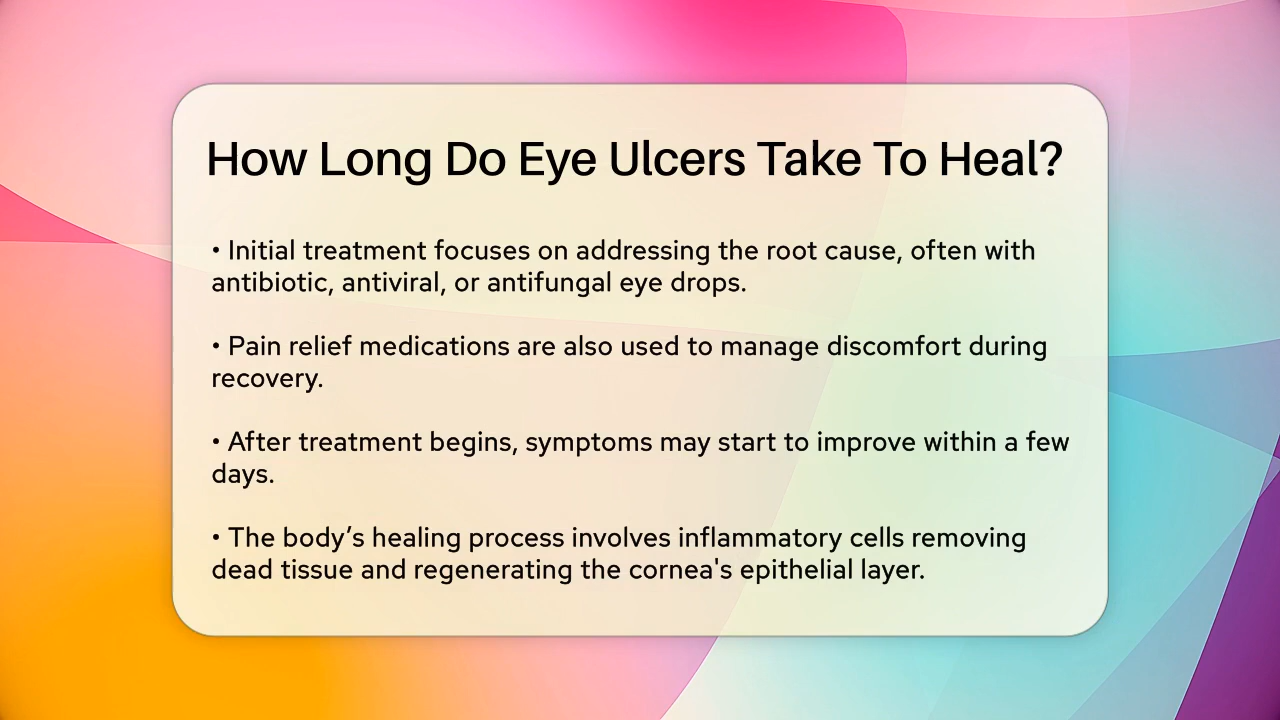 How Long Do Eye Ulcers Take To Heal?
• Initial treatment focuses on addressing the root cause, often with
antibiotic, antiviral, or antifungal eye drops.
• Pain relief medications are also used to manage discomfort during
recovery.
• After treatment begins, symptoms may start to improve within a few
days.
• The body’s healing process involves inflammatory cells removing
dead tissue and regenerating the cornea's epithelial layer.